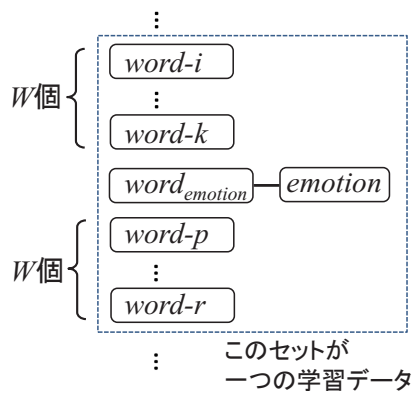 ⋮
word-i
W個
⋮
word-k
word_emotion
emotion
word-p
W個
⋮
word-r
⋮
このセットが
一つの学習データ